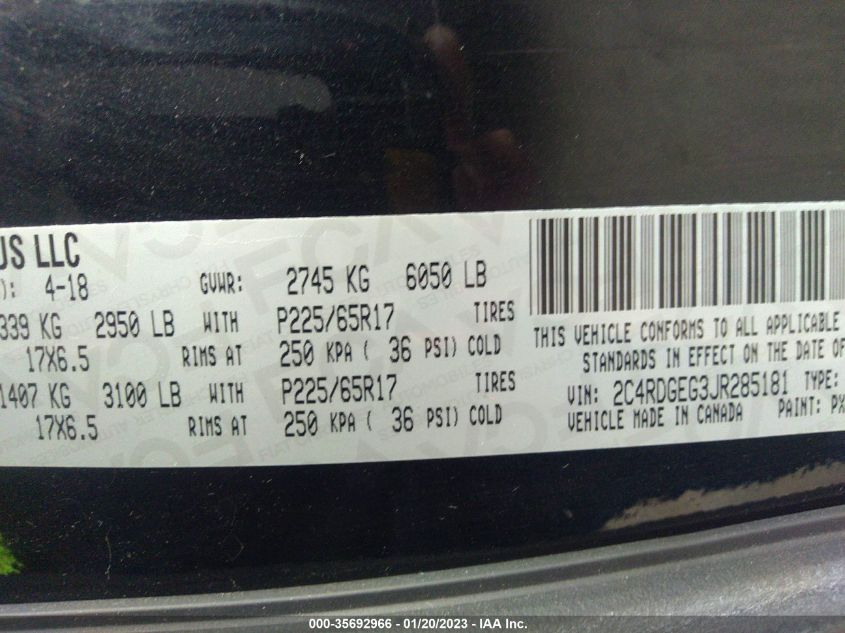 US LLC
): 4-18 GVWR: 2745 KG 6050 LB
339 KG 2950 LB WITH P225/65R17 TIRES
17X6.5 RIMS AT 250 KPA ( 36 PSI) COLD
1407 KG 3100 LB WITH P225/65R17 TIRES
17X6.5 RIMS AT 250 KPA ( 36 PSI) COLD
THIS VEHICLE CONFORMS TO ALL APPLICABLE
STANDARDS IN EFFECT ON THE DATE OF
VIN: 2C4RDGEG3JR285181 TYPE:
VEHICLE MADE IN CANADA PAINT: PX
000-35692966 - 01/20/2023 - IAA Inc.